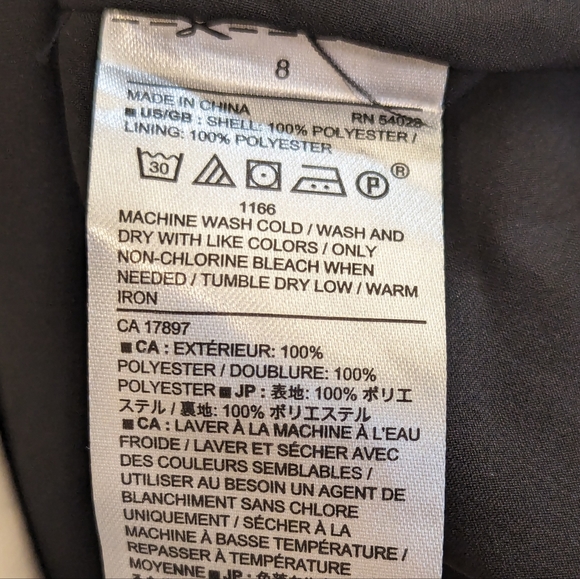 8
MADE IN CHINA RN 54023
■ US/GB : SHELL: 100% POLYESTER /
LINING: 100% POLYESTER
30 P ®
1166
MACHINE WASH COLD / WASH AND
DRY WITH LIKE COLORS / ONLY
NON-CHLORINE BLEACH WHEN
NEEDED / TUMBLE DRY LOW / WARM
IRON
CA 17897
■ CA : EXTÉRIEUR: 100%
POLYESTER / DOUBLURE: 100%
POLYESTER ■ JP : 表地: 100% ポリエ
ステル / 裏地: 100% ポリエステル
■ CA : LAVER À LA MACHINE À L'EAU
FROIDE / LAVER ET SÉCHER AVEC
DES COULEURS SEMBLABLES /
UTILISER AU BESOIN UN AGENT DE
BLANCHIMENT SANS CHLORE
UNIQUEMENT / SÉCHER À LA
MACHINE À BASSE TEMPÉRATURE /
REPASSER À TEMPÉRATURE
MOYENNE ■ JP :